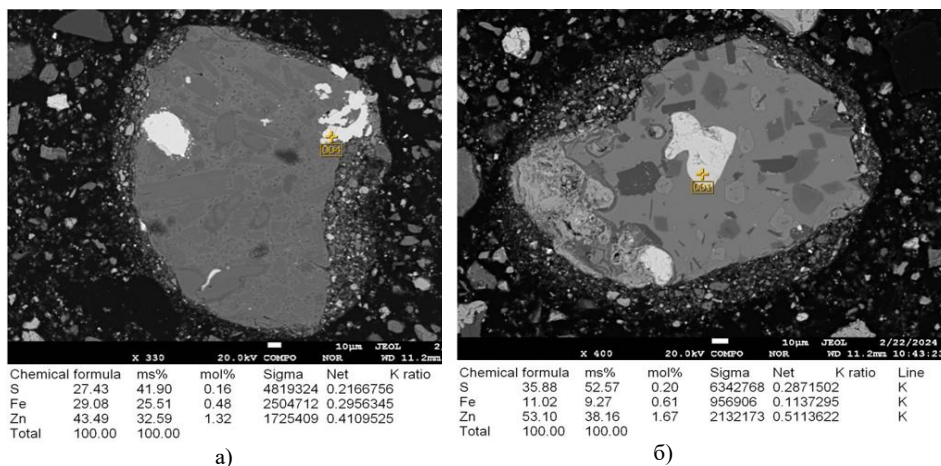 004
X 330 20.0kV COMPO NOR 10µm JEOL 2,
WD 11.2mm
Chemical formula ms% mol% Sigma Net K ratio
S 27.43 41.90 0.16 4819324 0.2166756
Fe 29.08 25.51 0.48 2504712 0.2956345
Zn 43.49 32.59 1.32 1725409 0.4109525
Total 100.00 100.00
а)
003
10µm JEOL 2/22/2024
X 400 20.0kV COMPO NOR WD 11.2mm 10:43:23
Chemical formula ms% mol% Sigma Net K ratio Line
S 35.88 52.57 0.20 6342768 0.2871502 K
Fe 11.02 9.27 0.61 956906 0.1137295 K
Zn 53.10 38.16 1.67 2132173 0.5113622 K
Total 100.00 100.00
б)